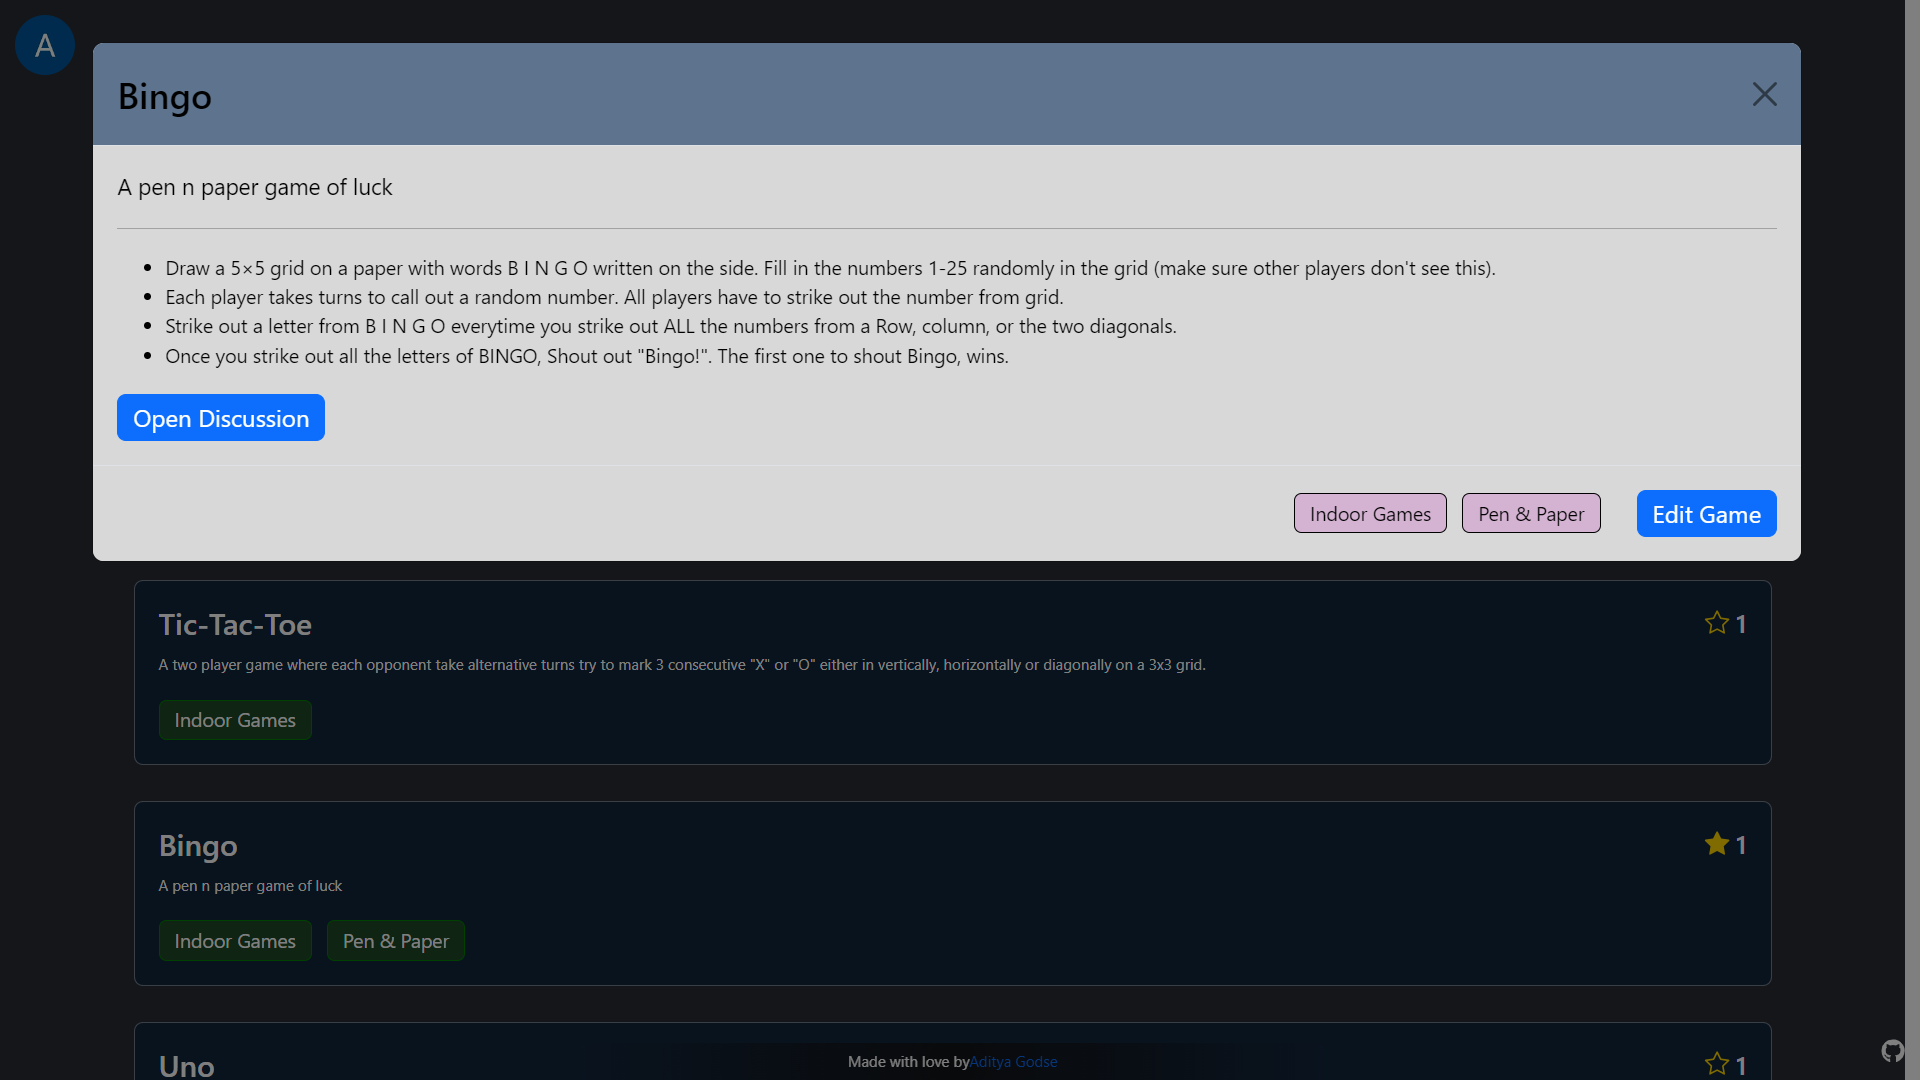 A
Bingo
A pen n paper game of luck
Draw a 5×5 grid on a paper with words B I N G O written on the side. Fill in the numbers 1-25 randomly in the grid (make sure other players don't see this).
Each player takes turns to call out a random number. All players have to strike out the number from grid.
Strike out a letter from B I N G O everytime you strike out ALL the numbers from a Row, column, or the two diagonals.
Once you strike out all the letters of BINGO, Shout out "Bingo!". The first one to shout Bingo, wins.
Open Discussion
Indoor Games Pen & Paper Edit Game
Tic-Tac-Toe 1
A two player game where each opponent take alternative turns try to mark 3 consecutive "X" or "O" either in vertically, horizontally or diagonally on a 3x3 grid.
Indoor Games
Bingo 1
A pen n paper game of luck
Indoor Games Pen & Paper
Uno 1
Made with love byAditya Godse